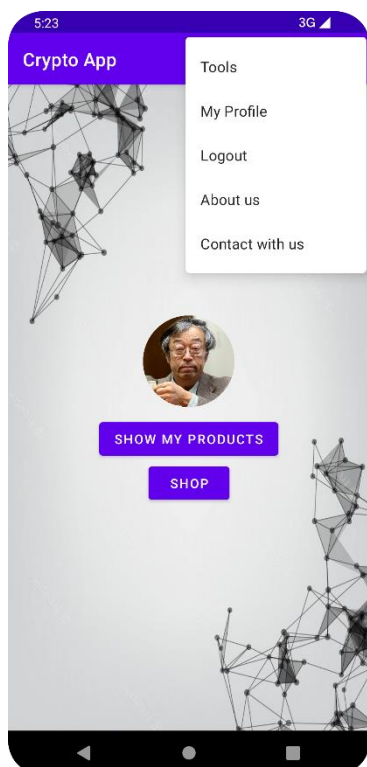 5:23
3G
Crypto App
Tools
My Profile
Logout
About us
Contact with us
SHOW MY PRODUCTS
SHOP